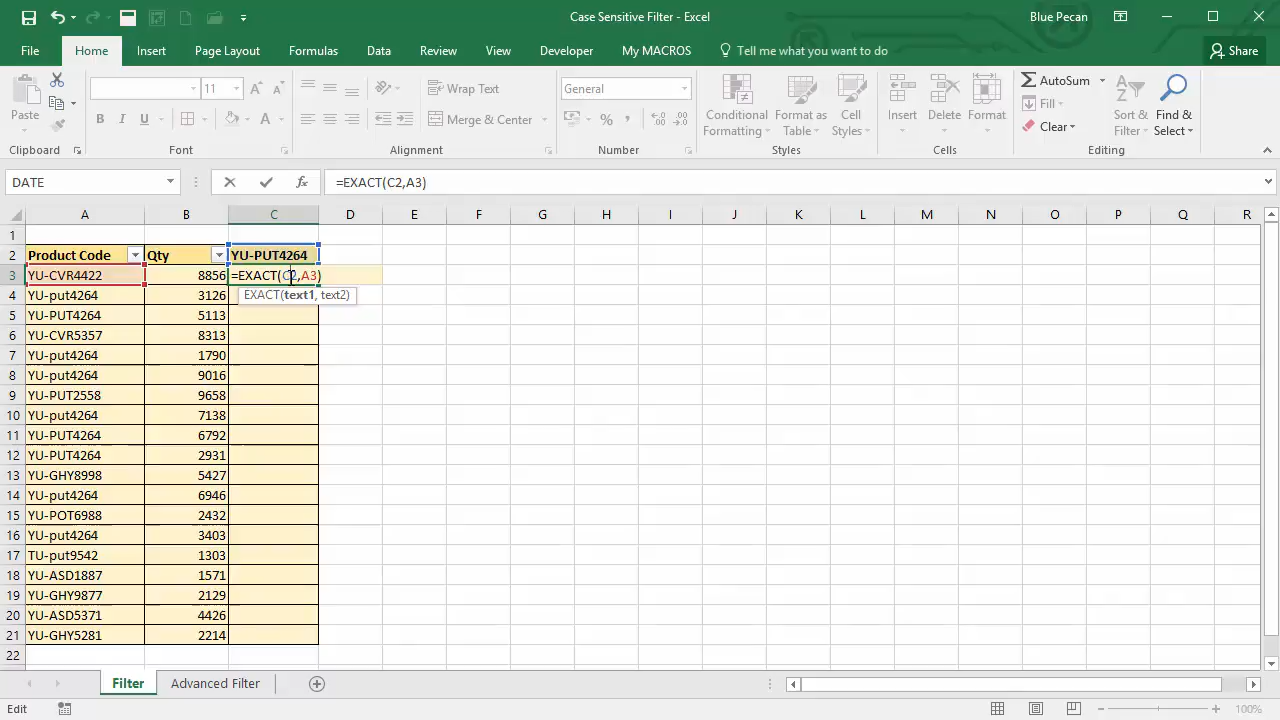 Case Sensitive Filter - Excel
Blue Pecan
File Home Insert Page Layout Formulas Data Review View Developer My MACROS Tell me what you want to do Share
Paste
11 A A
B I U A
Wrap Text
Merge & Center
General
% ,
Conditional Formatting
Format as Table
Cell Styles
Insert
Delete
Format
AutoSum
Fill
Clear
Sort & Filter
Find & Select
Clipboard Font Alignment Number Styles Cells Editing
DATE fx =EXACT(C2,A3)
A B C D E F G H I J K L M N O P Q R
1
2 Product Code Qty YU-PUT4264
3 YU-CVR4422 8856 =EXACT(C2,A3)
EXACT(text1, text2)
4 YU-put4264 3126
5 YU-PUT4264 5113
6 YU-CVR5357 8313
7 YU-put4264 1790
8 YU-put4264 9016
9 YU-PUT2558 9658
10 YU-put4264 7138
11 YU-PUT4264 6792
12 YU-PUT4264 2931
13 YU-GHY8998 5427
14 YU-put4264 6946
15 YU-POT6988 2432
16 YU-put4264 3403
17 TU-put9542 1303
18 YU-ASD1887 1571
19 YU-GHY9877 2129
20 YU-ASD5371 4426
21 YU-GHY5281 2214
22
Filter Advanced Filter
Edit 100%